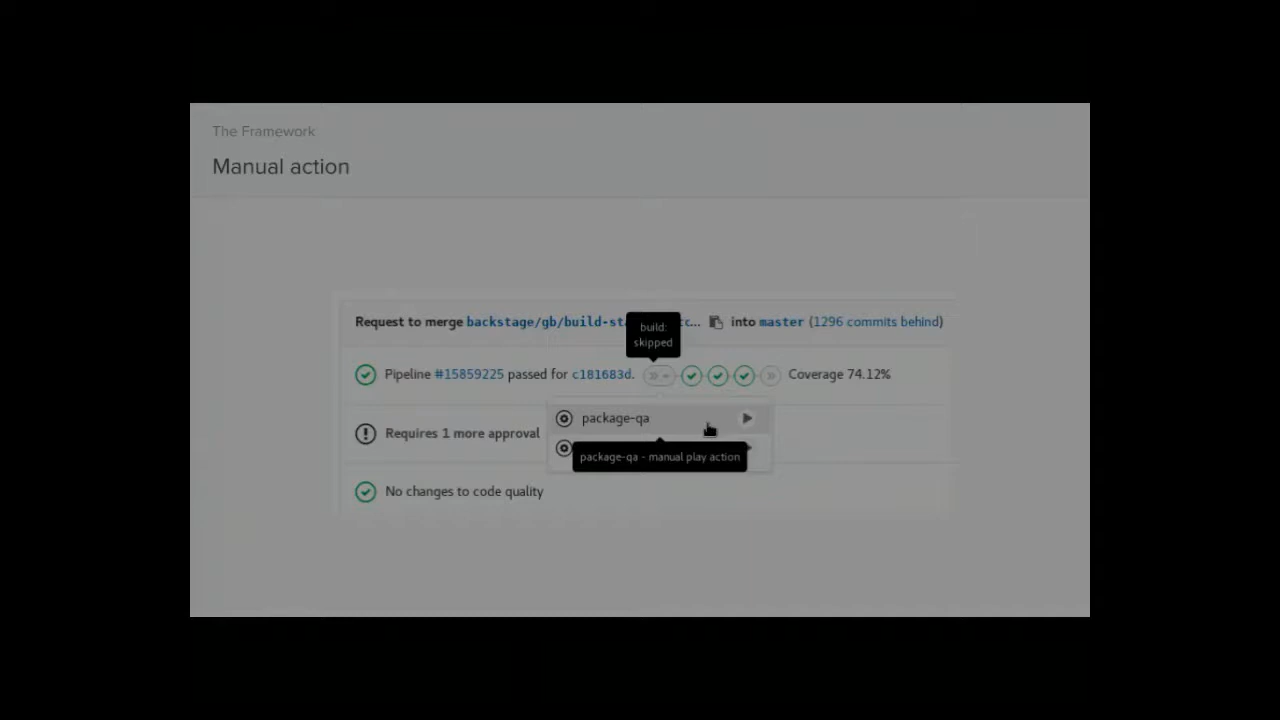 The Framework
Manual action
Request to merge backstage/gb/build-st... into master (1296 commits behind)
build:
skipped
Pipeline #15859225 passed for c181683d. Coverage 74.12%
package-qa
Requires 1 more approval
package-qa - manual play action
No changes to code quality